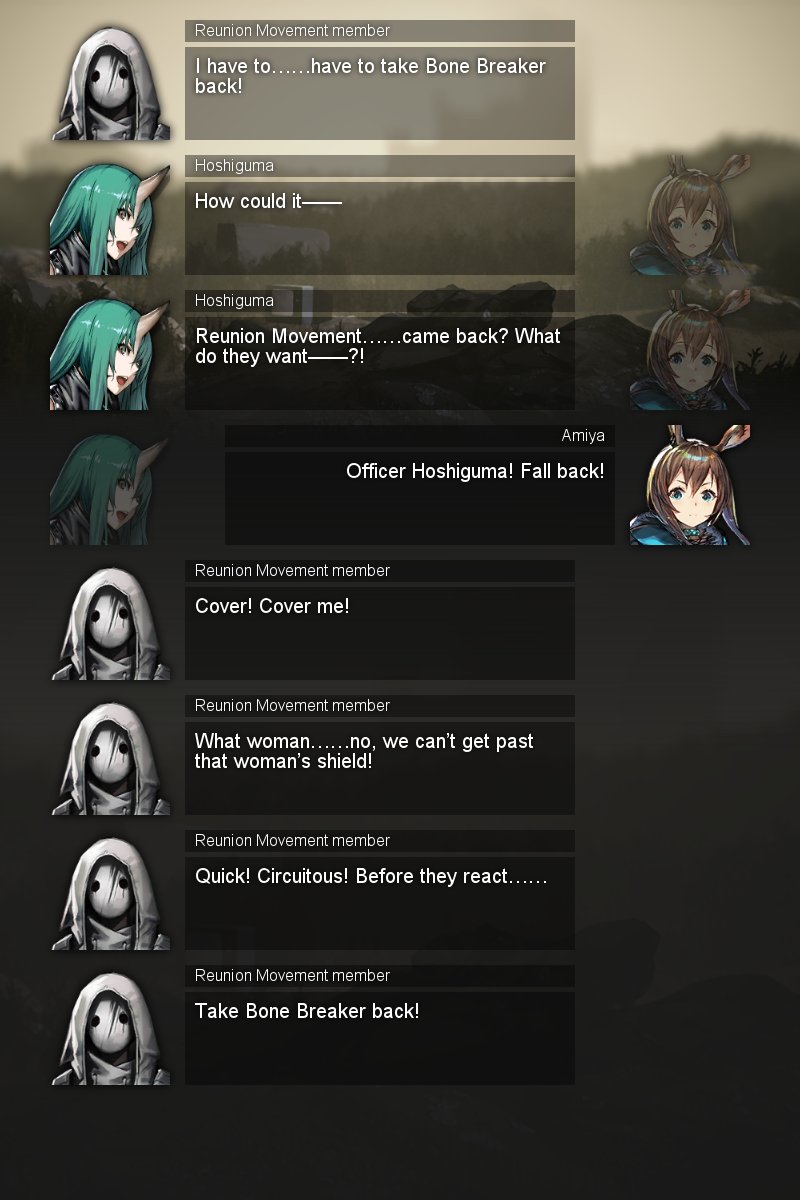 Reunion Movement member
I have to……have to take Bone Breaker
back!
Hoshiguma
How could it——
Hoshiguma
Reunion Movement……came back? What
do they want——?!
Amiya
Officer Hoshiguma! Fall back!
Reunion Movement member
Cover! Cover me!
Reunion Movement member
What woman……no, we can’t get past
that woman’s shield!
Reunion Movement member
Quick! Circuitous! Before they react……
Reunion Movement member
Take Bone Breaker back!